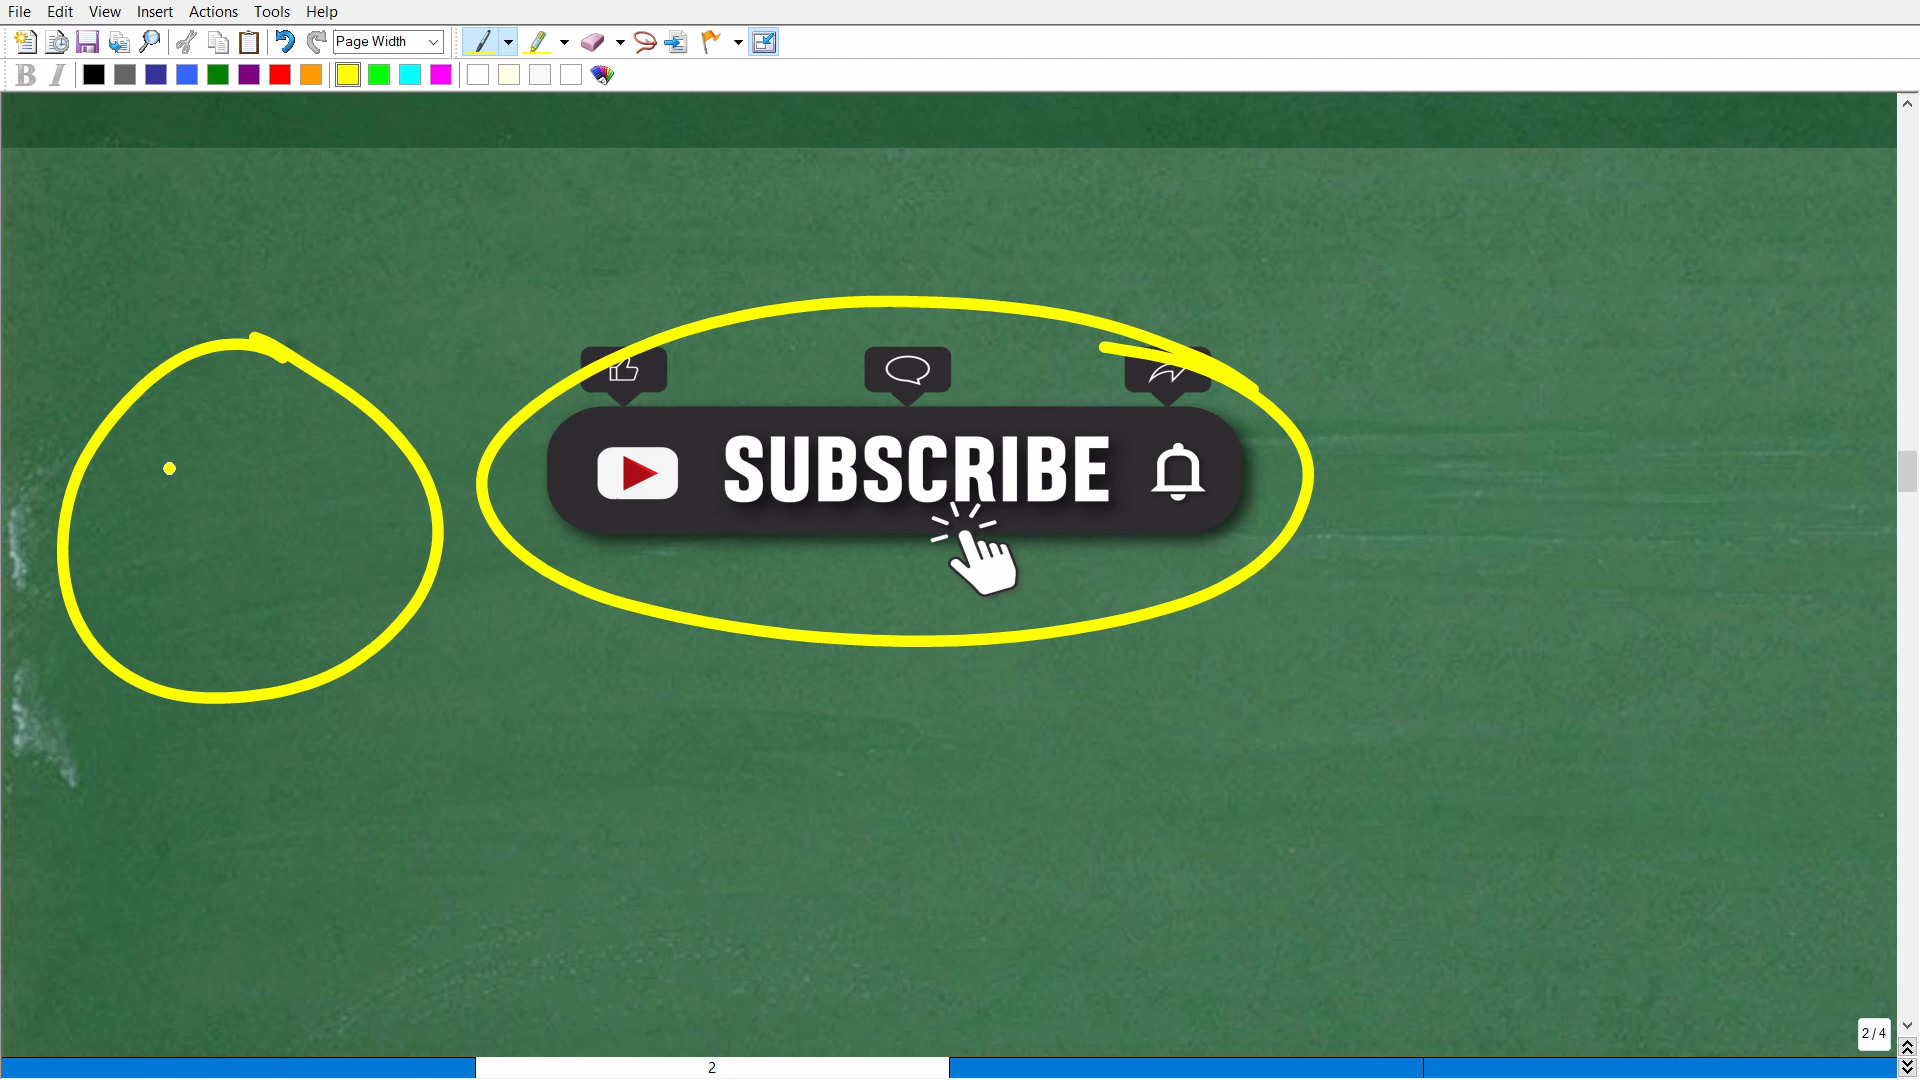 File Edit View Insert Actions Tools Help
Page Width
B I
SUBSCRIBE
2 / 4
2